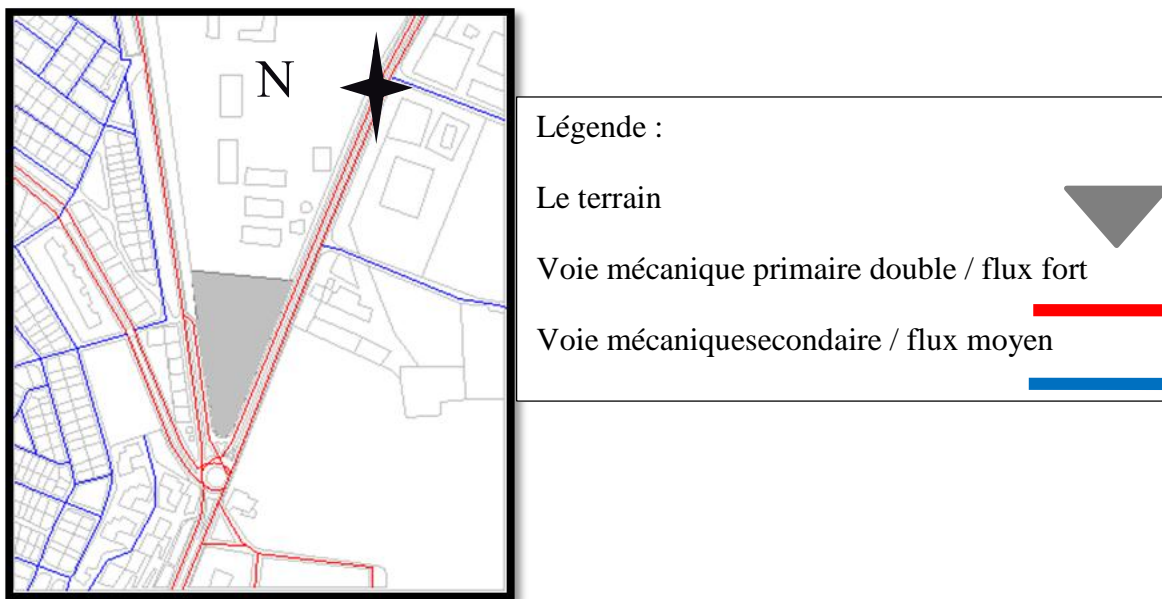 N
Légende :
Le terrain
Voie mécanique primaire double / flux fort
Voie mécaniquesecondaire / flux moyen